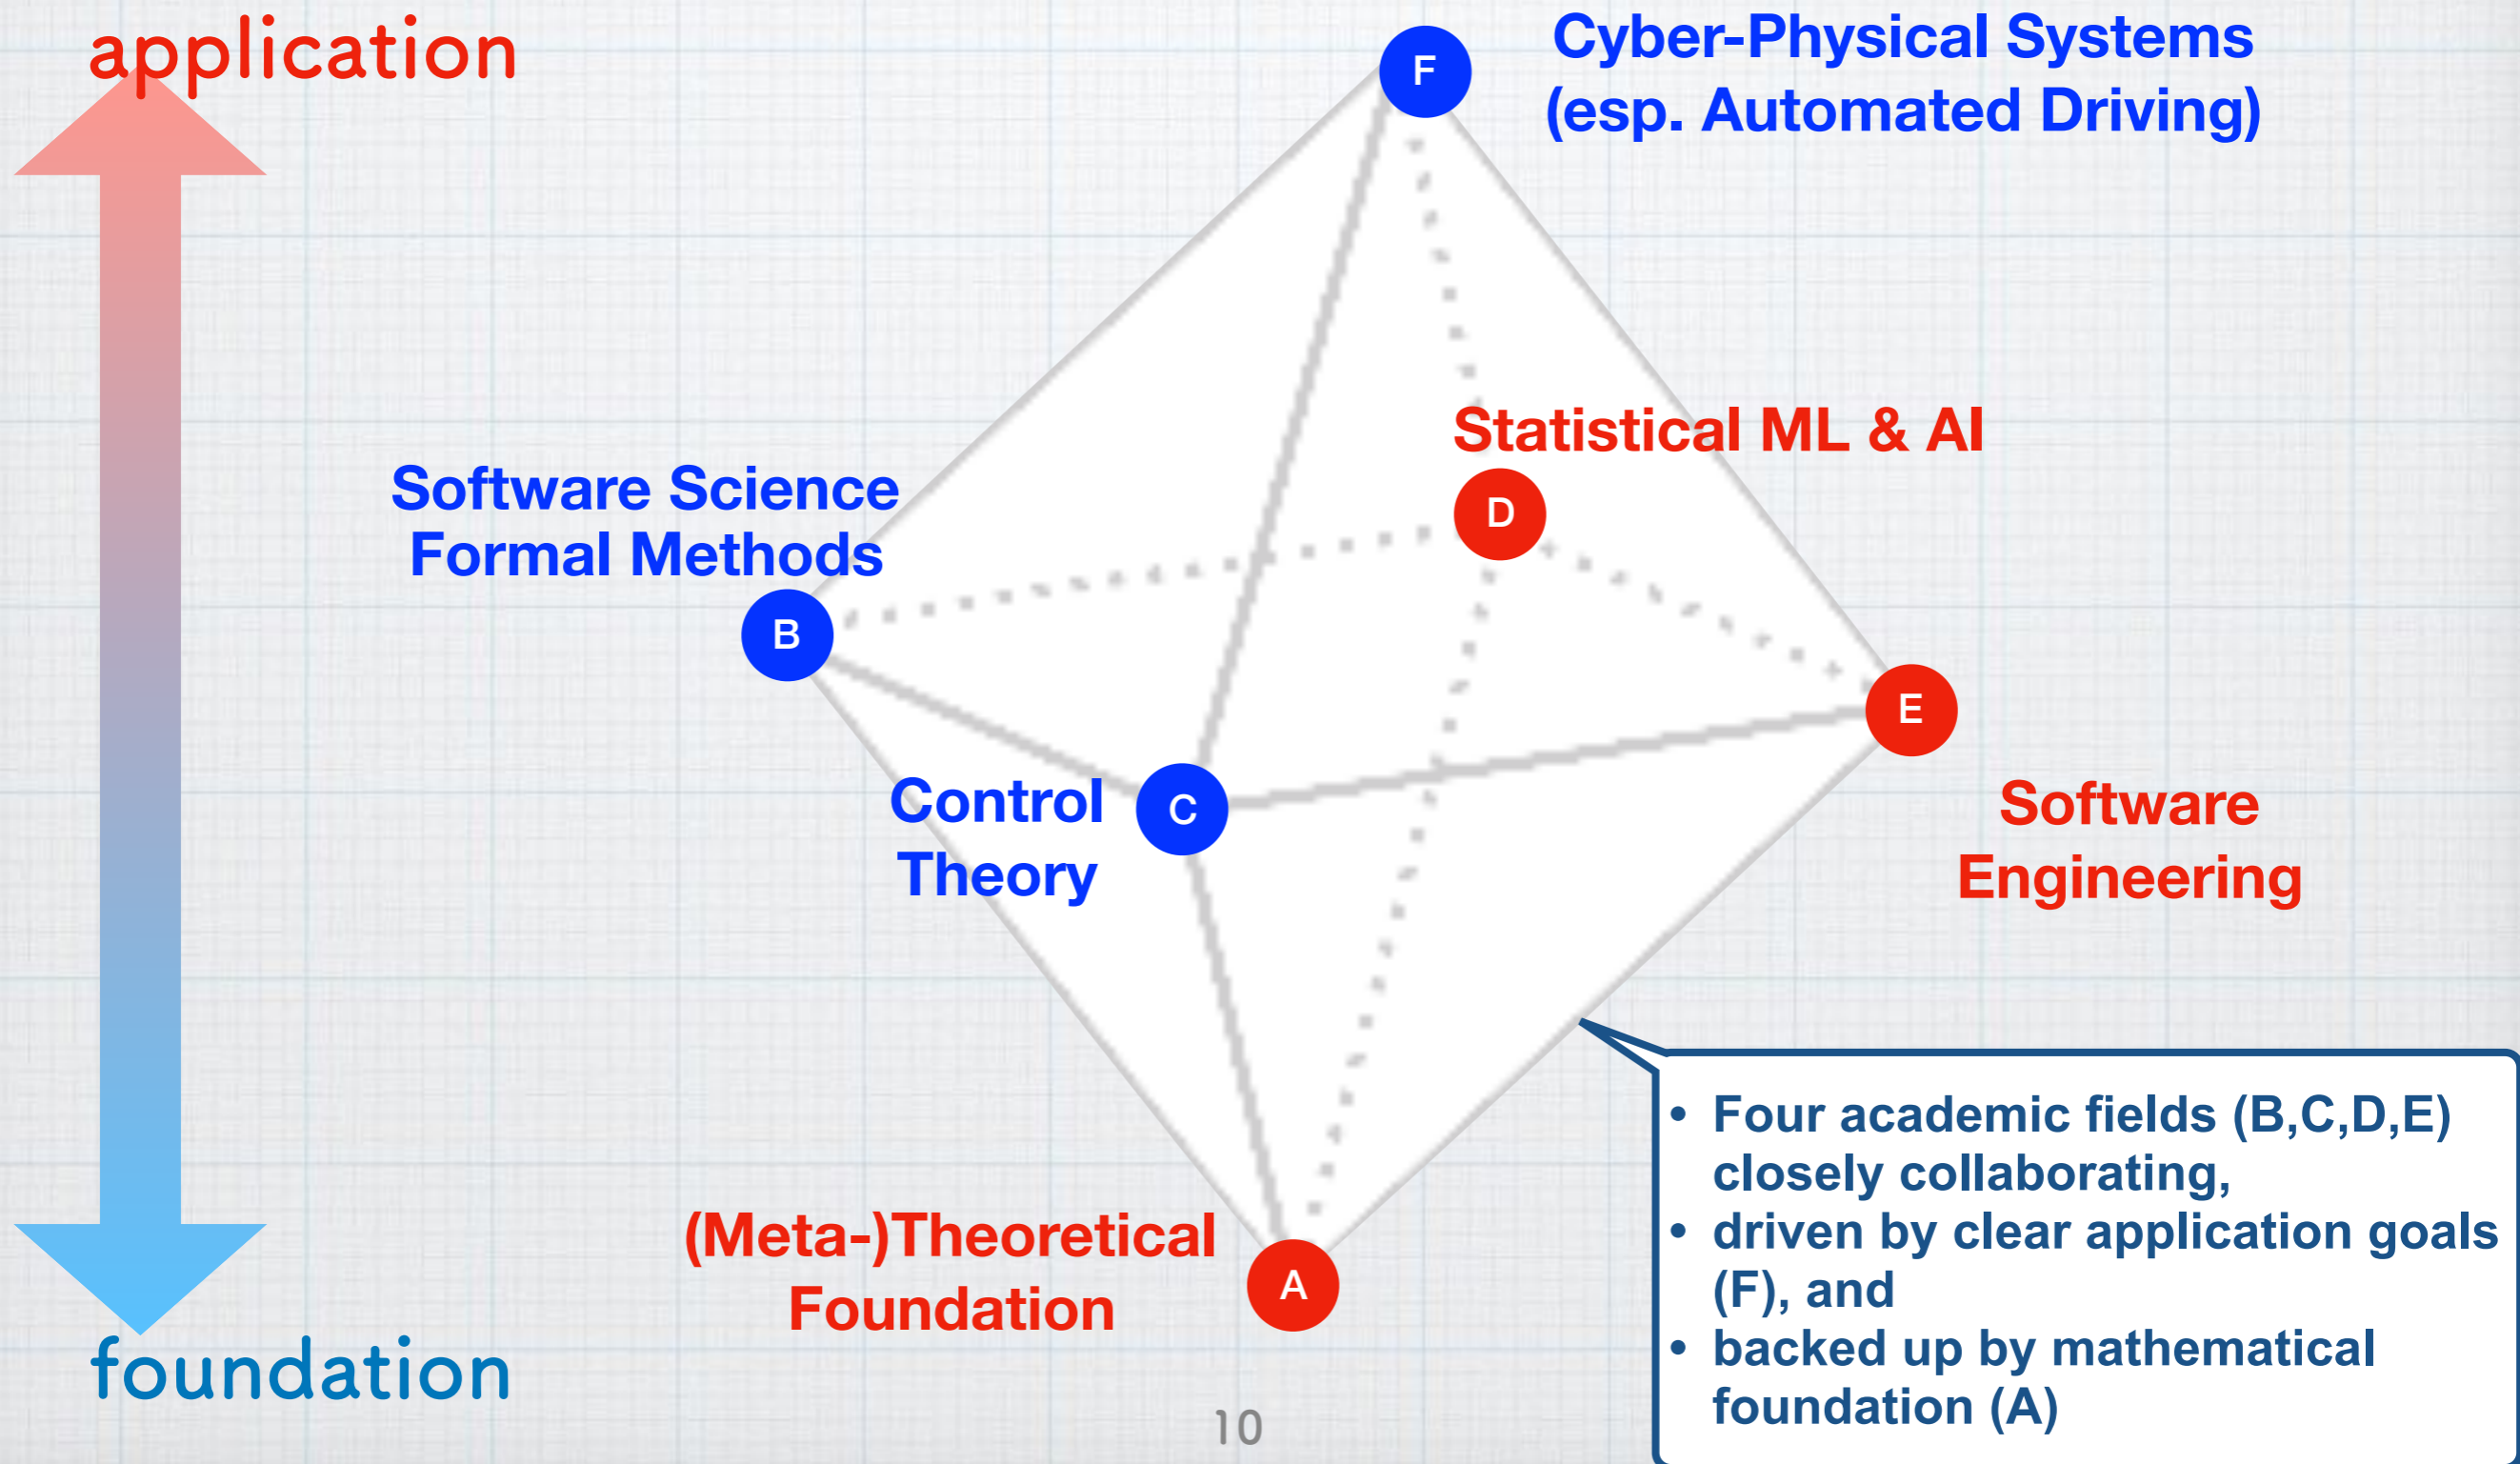 application
F
Cyber-Physical Systems
(esp. Automated Driving)
Statistical ML & AI
D
Software Science
Formal Methods
B
E
Control
Theory
C
Software
Engineering
(Meta-)Theoretical
Foundation
A
• Four academic fields (B,C,D,E)
closely collaborating,
• driven by clear application goals
(F), and
• backed up by mathematical
foundation (A)
foundation
10